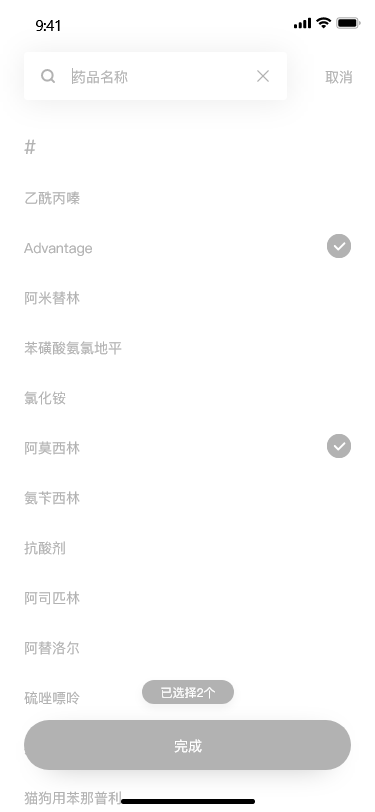 9:41
药品名称
取消
#
乙酰丙嗪
Advantage
阿米替林
苯磺酸氨氯地平
氯化铵
阿莫西林
氨苄西林
抗酸剂
阿司匹林
阿替洛尔
硫唑嘌呤
已选择2个
完成
猫狗用苯那普利